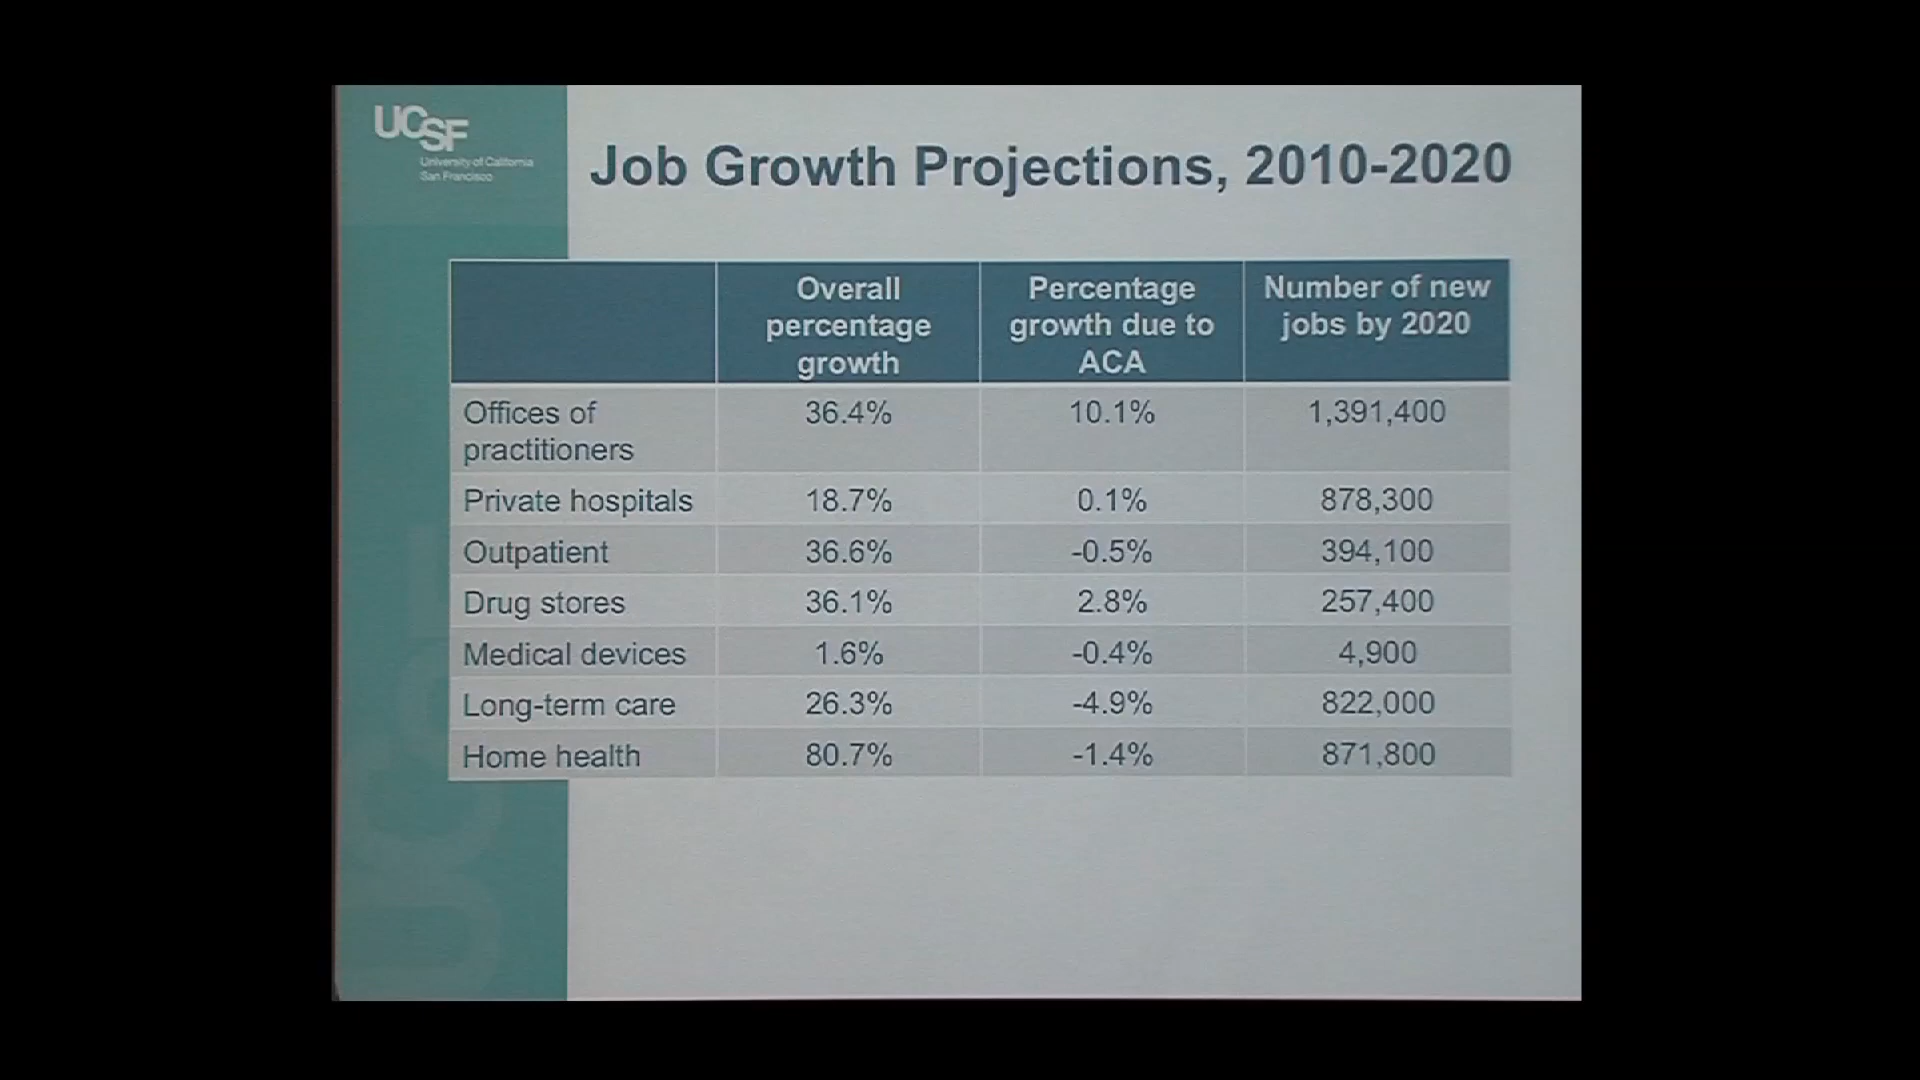 UCSF
University of California
San Francisco
Job Growth Projections, 2010-2020
Overall percentage growth
Percentage growth due to ACA
Number of new jobs by 2020
Offices of practitioners 36.4% 10.1% 1,391,400
Private hospitals 18.7% 0.1% 878,300
Outpatient 36.6% -0.5% 394,100
Drug stores 36.1% 2.8% 257,400
Medical devices 1.6% -0.4% 4,900
Long-term care 26.3% -4.9% 822,000
Home health 80.7% -1.4% 871,800